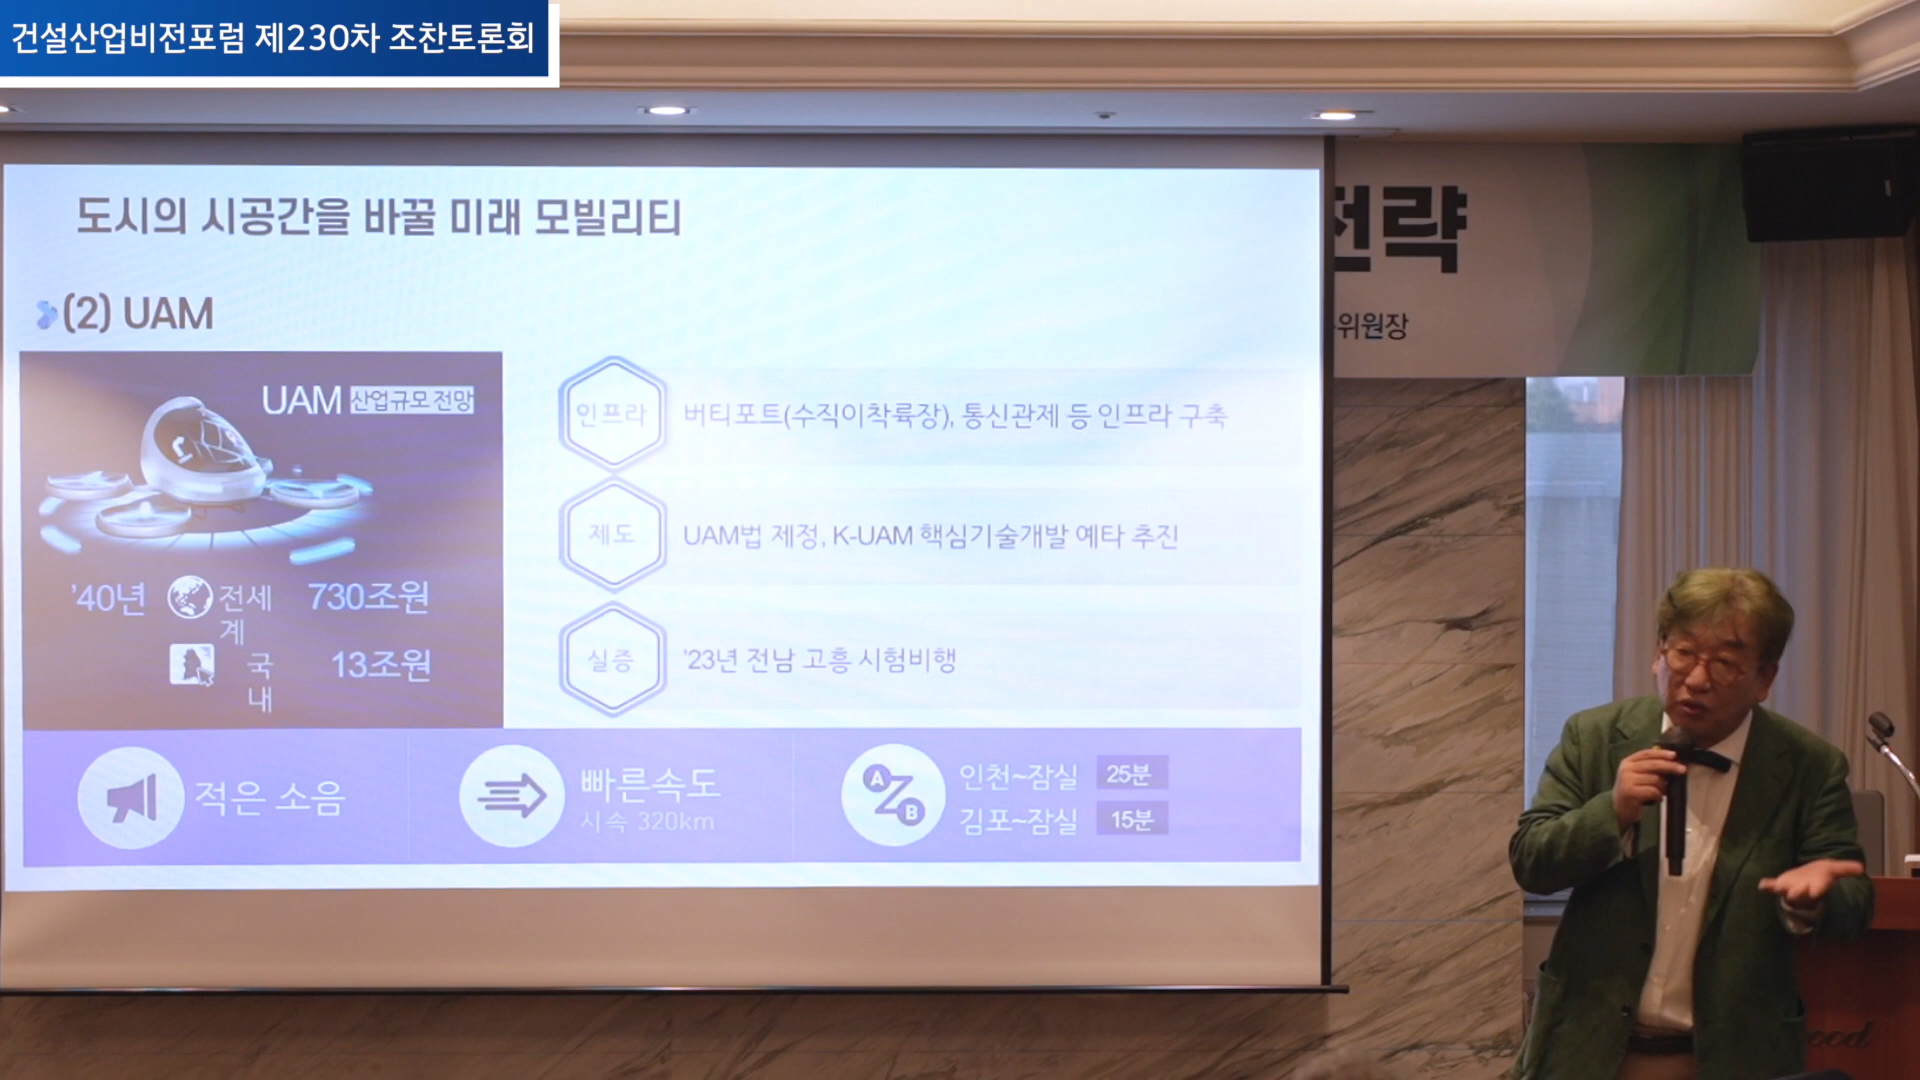 건설산업비전포럼 제230차 조찬토론회
전략
위원장
도시의 시공간을 바꿀 미래 모빌리티
(2) UAM
UAM 산업규모 전망
'40년 전세계 730조원
국내 13조원
인프라 버티포트(수직이착륙장), 통신관제 등 인프라 구축
제도 UAM법 제정, K-UAM 핵심기술개발 예타 추진
실증 '23년 전남 고흥 시험비행
적은 소음
빠른속도
시속 320km
A B
인천~잠실 25분
김포~잠실 15분
ood